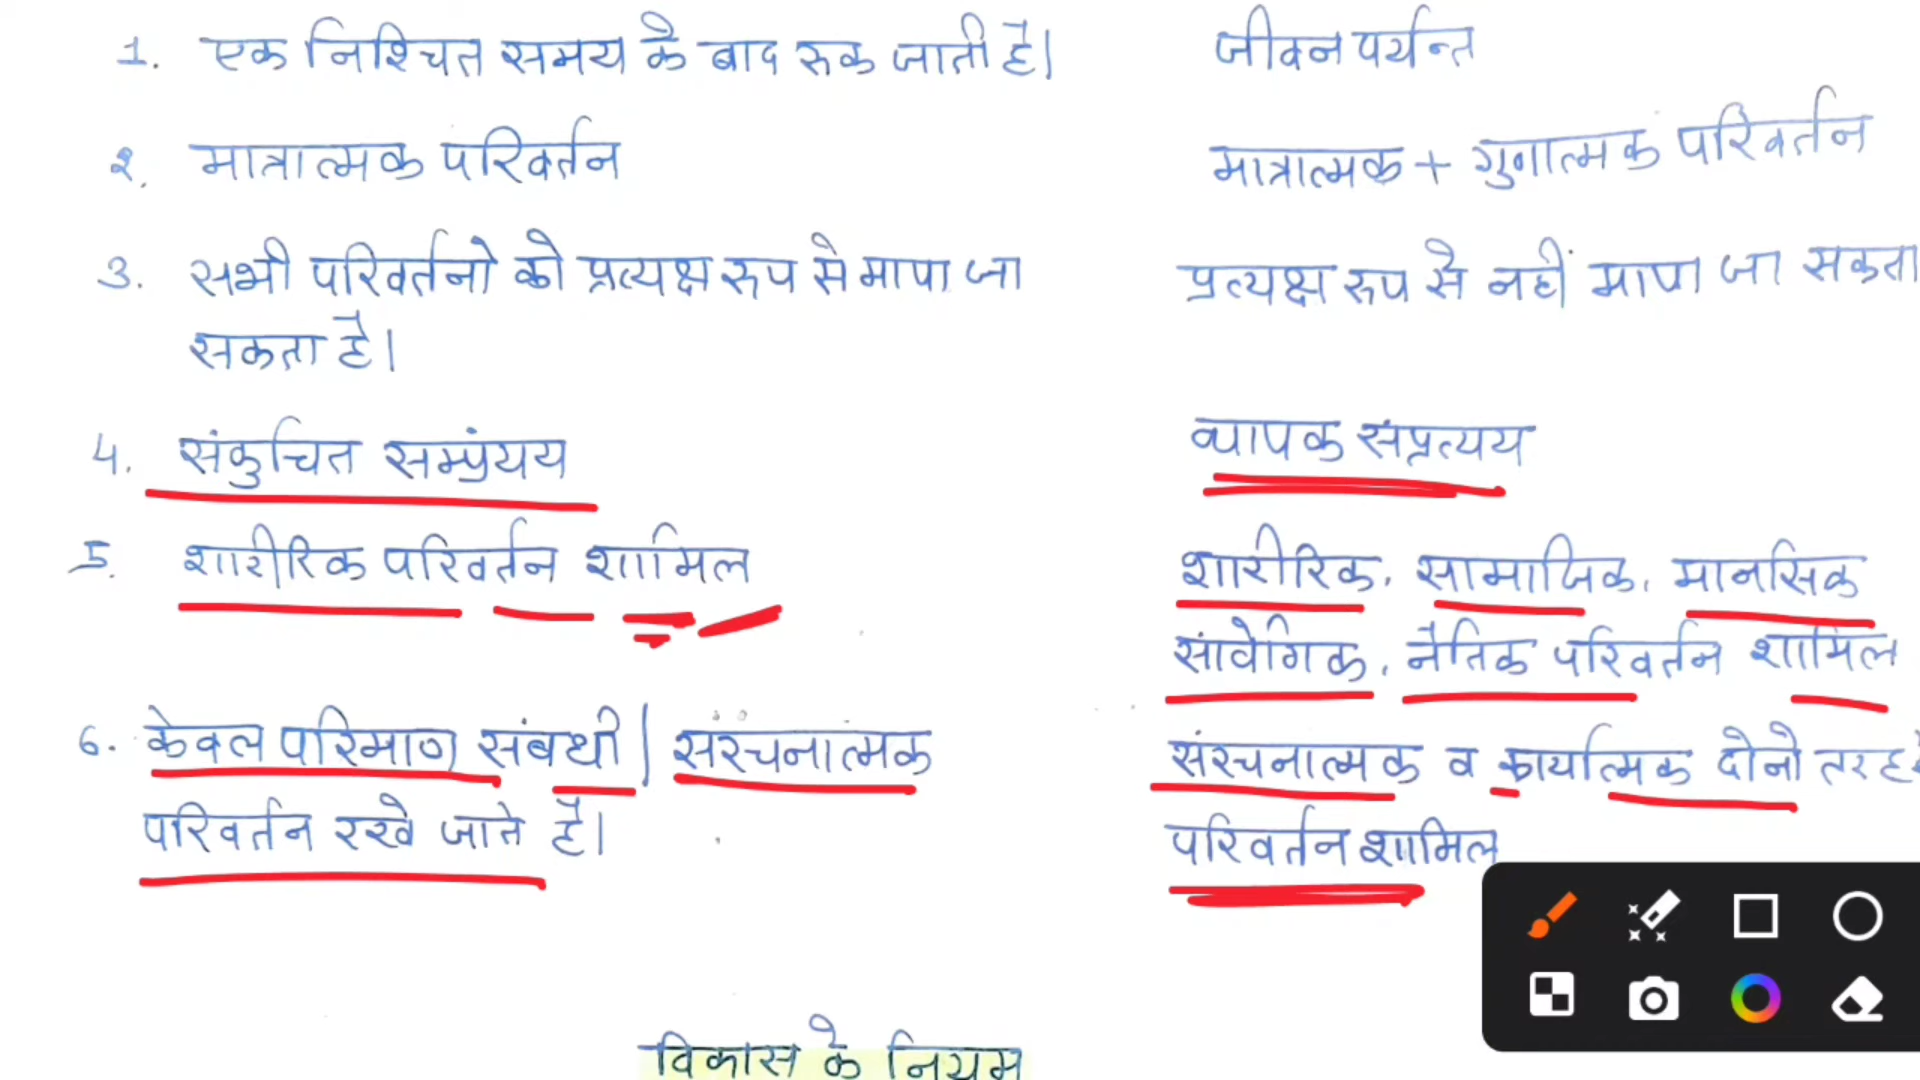 1. एक निश्चित समय के बाद रुक जाती है। जीवन पर्यन्त
2. मात्रात्मक परिवर्तन मात्रात्मक + गुणात्मक परिवर्तन
3. सभी परिवर्तनो को प्रत्यक्ष रूप से मापा जा प्रत्यक्ष रूप से नहीं मापा जा सकता
सकता है।
4. संकुचित सम्प्रंयय व्यापक संप्रत्यय
5. शारीरिक परिवर्तन शामिल शारीरिक, सामाजिक, मानसिक
सांवेगिक, नैतिक परिवर्तन शामिल
6. केवल परिमाण संबधी | संरचनात्मक संरचनात्मक व कार्यात्मक दोनो तरह
परिवर्तन रखे जाते है। परिवर्तन शामिल
विकास के नियम